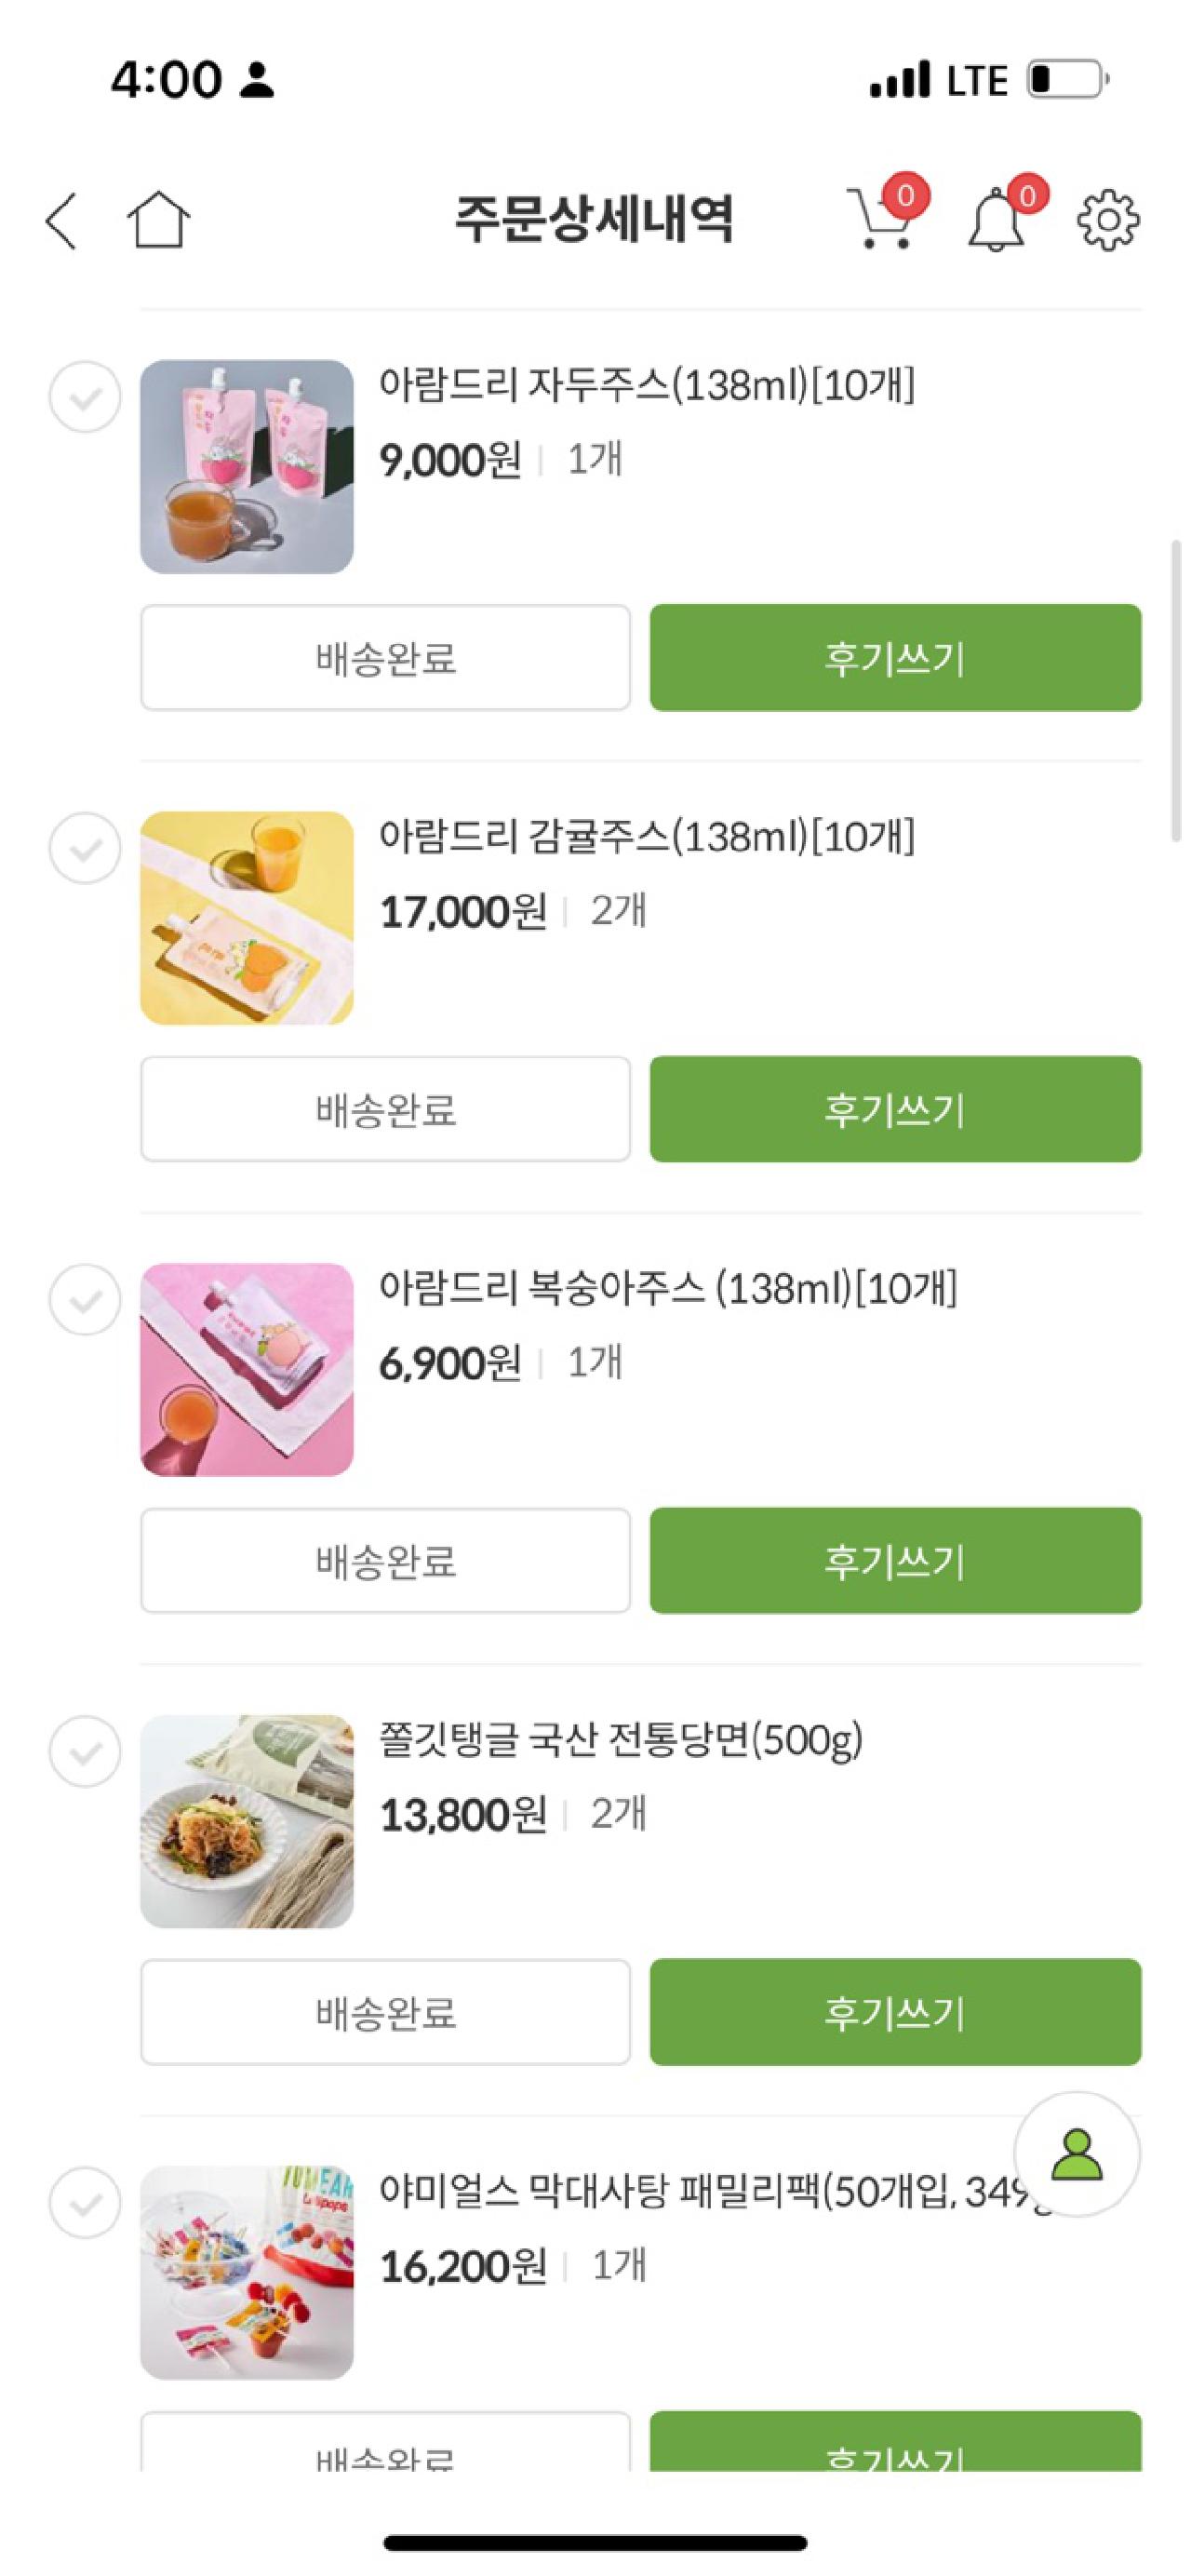 4:00
LTE
주문상세내역
0
0
아람드리 자두주스(138ml)[10개]
9,000원 | 1개
배송완료
후기쓰기
아람드리 감귤주스(138ml)[10개]
17,000원 | 2개
배송완료
후기쓰기
아람드리 복숭아주스 (138ml)[10개]
6,900원 | 1개
배송완료
후기쓰기
쫄깃탱글 국산 전통당면(500g)
13,800원 | 2개
배송완료
후기쓰기
야미얼스 막대사탕 패밀리팩(50개입, 349g
16,200원 | 1개
배송완료
후기쓰기